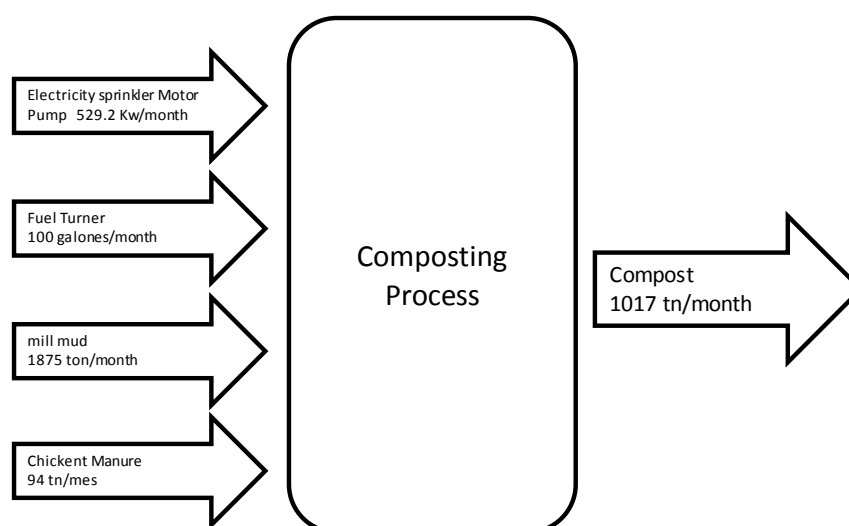 Electricity sprinkler Motor
Pump 529.2 Kw/month
Fuel Turner
100 galones/month
mill mud
1875 ton/month
Chickent Manure
94 tn/mes
Composting
Process
Compost
1017 tn/month